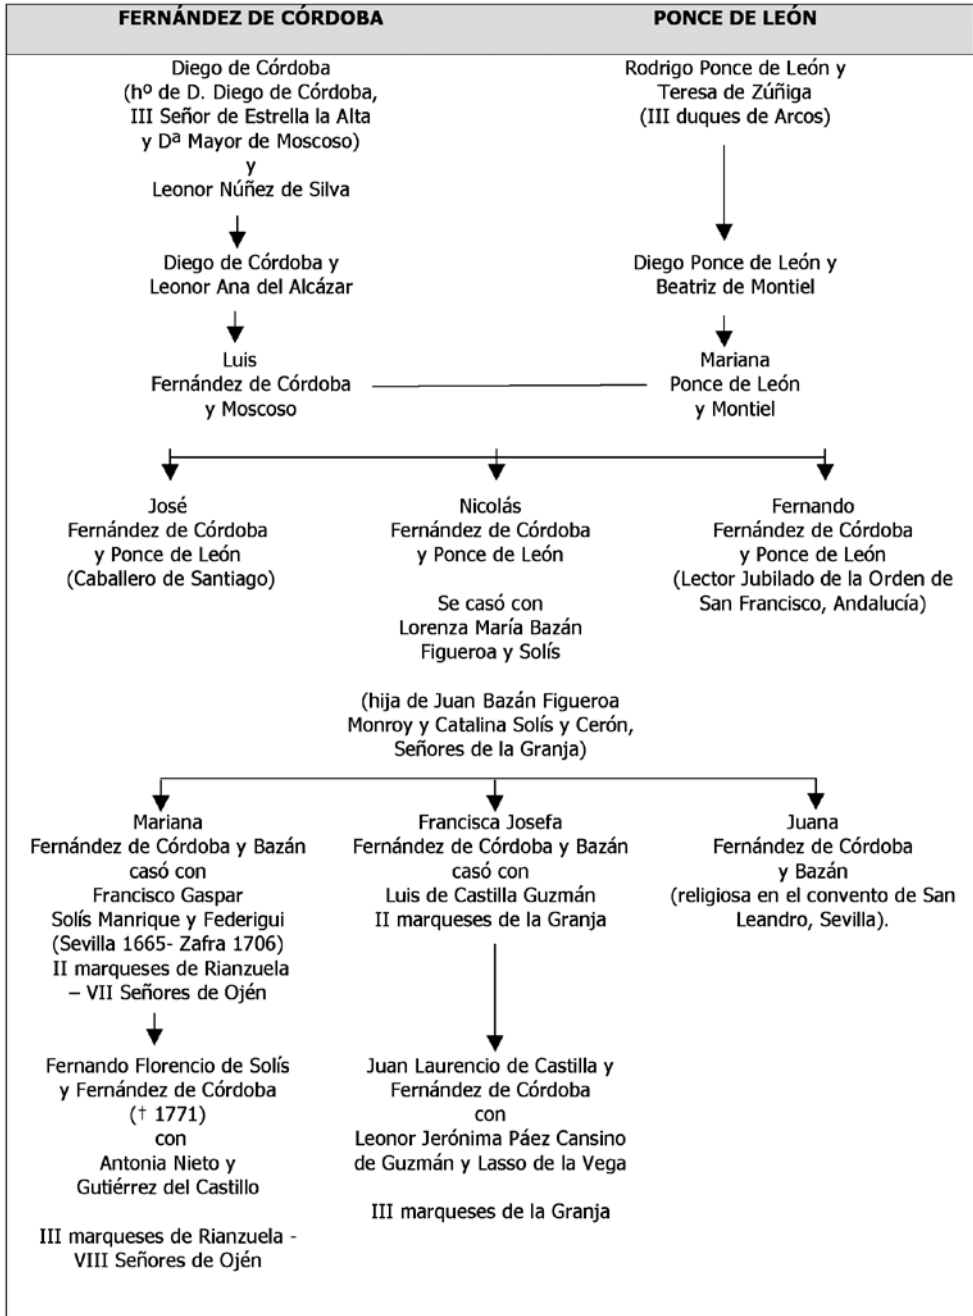 FERNÁNDEZ DE CÓRDOBA
PONCE DE LEÓN
Diego de Córdoba
(hº de D. Diego de Córdoba,
III Señor de Estrella la Alta
y Dª Mayor de Moscoso)
y
Leonor Núñez de Silva
Rodrigo Ponce de León y
Teresa de Zúñiga
(III duques de Arcos)
Diego de Córdoba y
Leonor Ana del Alcázar
Diego Ponce de León y
Beatriz de Montiel
Luis
Fernández de Córdoba
y Moscoso
Mariana
Ponce de León
y Montiel
José
Fernández de Córdoba
y Ponce de León
(Caballero de Santiago)
Nicolás
Fernández de Córdoba
y Ponce de León
Se casó con
Lorenza María Bazán
Figueroa y Solís
(hija de Juan Bazán Figueroa
Monroy y Catalina Solís y Cerón,
Señores de la Granja)
Fernando
Fernández de Córdoba
y Ponce de León
(Lector Jubilado de la Orden de
San Francisco, Andalucía)
Mariana
Fernández de Córdoba y Bazán
casó con
Francisco Gaspar
Solís Manrique y Federigui
(Sevilla 1665- Zafra 1706)
II marqueses de Rianzuela
– VII Señores de Ojén
Francisca Josefa
Fernández de Córdoba y Bazán
casó con
Luis de Castilla Guzmán
II marqueses de la Granja
Juana
Fernández de Córdoba
y Bazán
(religiosa en el convento de San
Leandro, Sevilla).
Fernando Florencio de Solís
y Fernández de Córdoba
(† 1771)
con
Antonia Nieto y
Gutiérrez del Castillo
III marqueses de Rianzuela -
VIII Señores de Ojén
Juan Laurencio de Castilla y
Fernández de Córdoba
con
Leonor Jerónima Páez Cansino
de Guzmán y Lasso de la Vega
III marqueses de la Granja